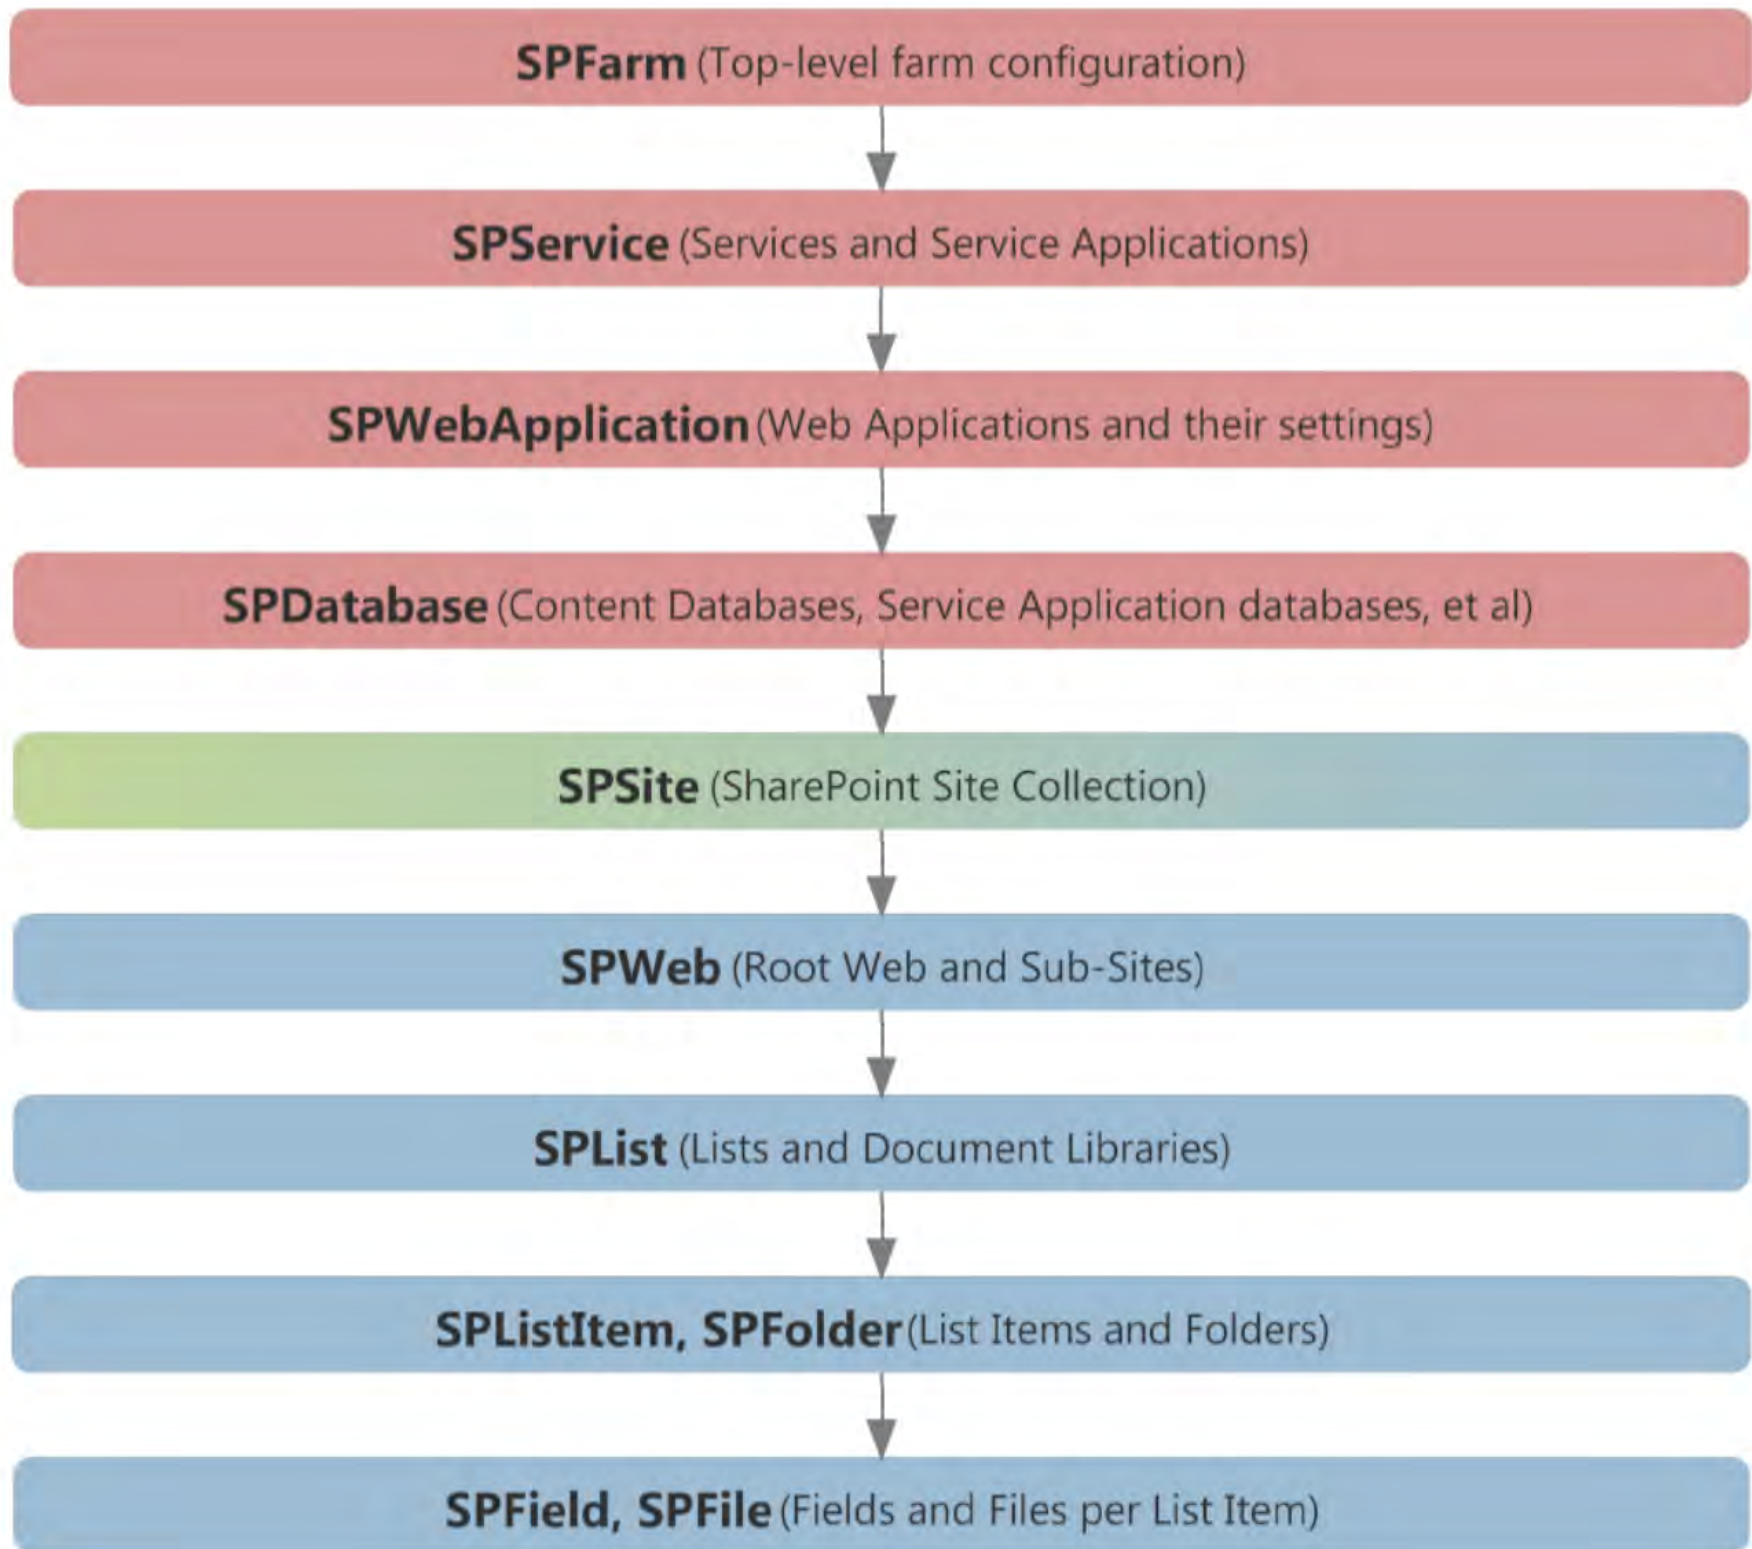 SPFarm (Top-level farm configuration)
SPService (Services and Service Applications)
SPWebApplication (Web Applications and their settings)
SPDatabase (Content Databases, Service Application databases, et al)
SPSite (SharePoint Site Collection)
SPWeb (Root Web and Sub-Sites)
SPList (Lists and Document Libraries)
SPListItem, SPFolder (List Items and Folders)
SPField, SPFile (Fields and Files per List Item)